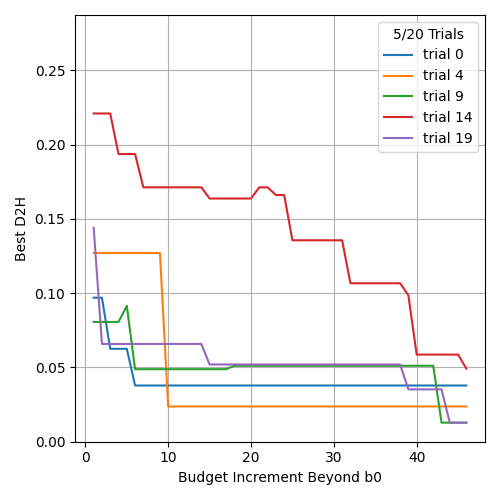 5/20 Trials
trial 0
trial 4
trial 9
trial 14
trial 19
0.25
0.20
0.15
0.10
0.05
0.00
Best D2H
0 10 20 30 40
Budget Increment Beyond b0